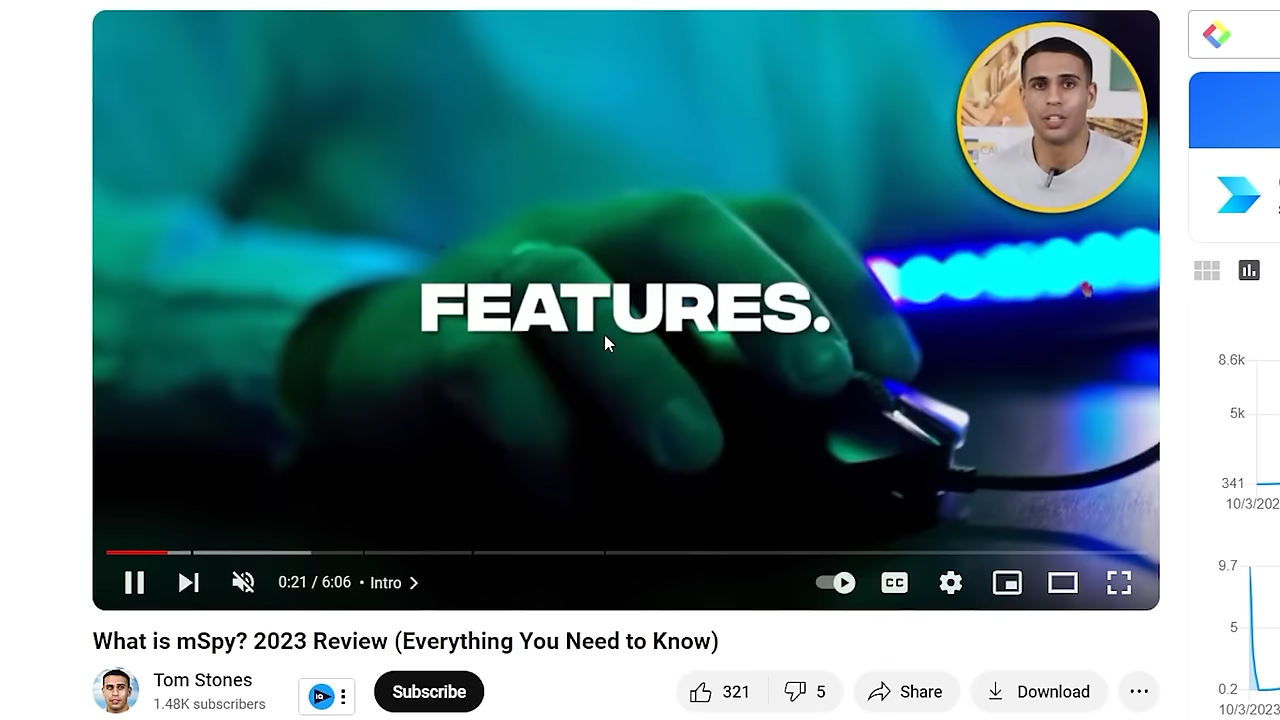 FEATURES.
0:21 / 6:06 • Intro
CC
What is mSpy? 2023 Review (Everything You Need to Know)
Tom Stones
1.48K subscribers
IQ
Subscribe
321
5
Share
Download
8.6k
5k
341
10/3/202
9.7
5
0.2
10/3/2023